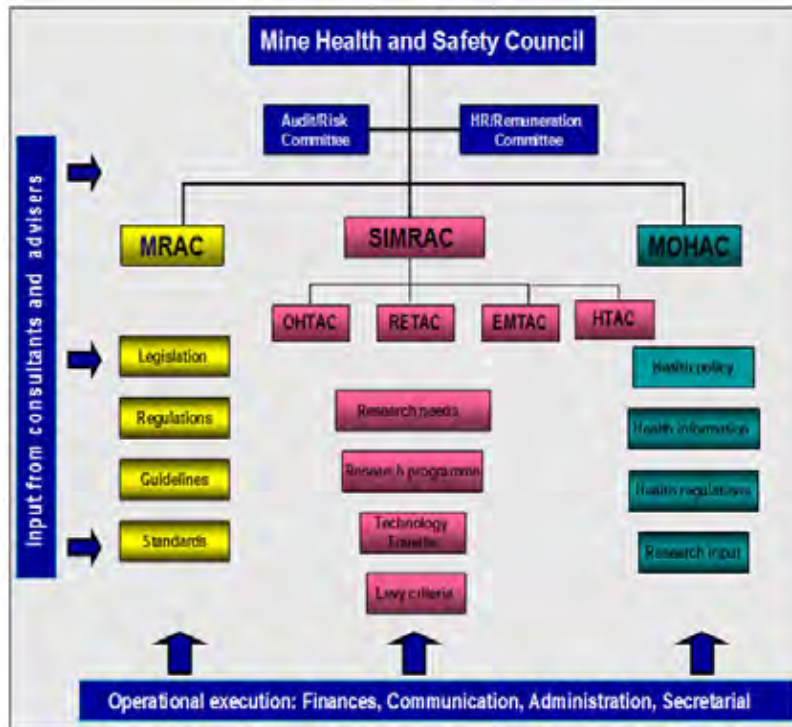 Mine Health and Safety Council
Audit/Risk
Committee
HR/Remuneration
Committee
Input from consultants and advisers
MRAC
SIMRAC
MOHAC
OHTAC
RETAC
EMTAC
HTAC
Legislation
Regulations
Guidelines
Standards
Research needs
Research programme
Technology
Transfer
Levy criteria
Health policy
Health information
Health regulations
Research input
Operational execution: Finances, Communication, Administration, Secretarial